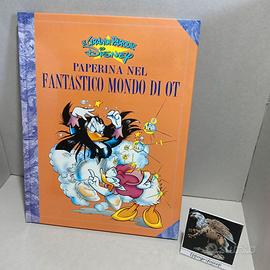 Le GRANDI PARODIE
DISNEY
PAPERINA NEL
FANTASTICO MONDO DI OT